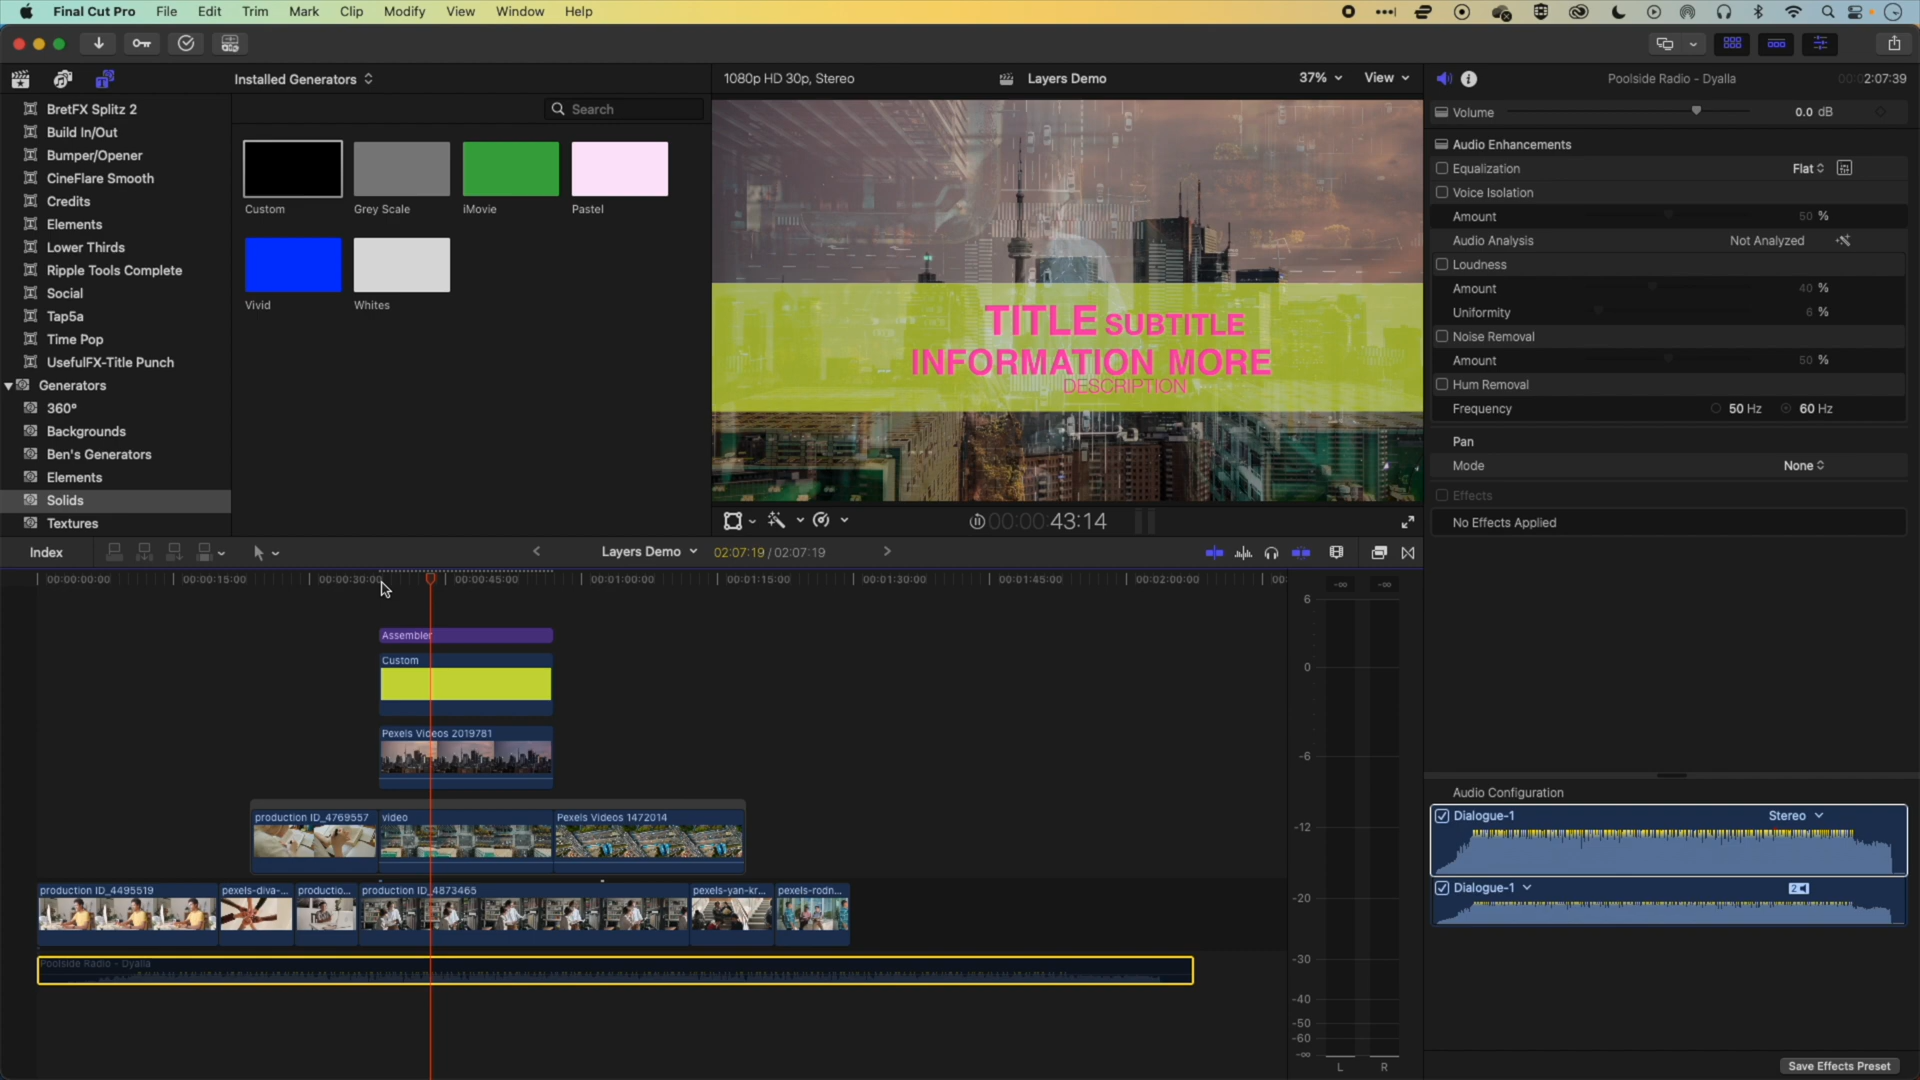 Final Cut Pro File Edit Trim Mark Clip Modify View Window Help
Installed Generators
1080p HD 30p, Stereo
Layers Demo
37%
View
Poolside Radio - Dyalla
00:02:07:39
BretFX Splitz 2
Build In/Out
Bumper/Opener
CineFlare Smooth
Credits
Elements
Lower Thirds
Ripple Tools Complete
Social
Tap5a
Time Pop
UsefulFX-Title Punch
Generators
360°
Backgrounds
Ben's Generators
Elements
Solids
Textures
Search
Custom
Grey Scale
iMovie
Pastel
Vivid
Whites
TITLE SUBTITLE
INFORMATION MORE
DESCRIPTION
00:00:43:14
Volume
0.0 dB
Audio Enhancements
Equalization
Flat
Voice Isolation
Amount
50 %
Audio Analysis
Not Analyzed
Loudness
Amount
40 %
Uniformity
6 %
Noise Removal
Amount
50 %
Hum Removal
Frequency
50 Hz
60 Hz
Pan
Mode
None
Effects
No Effects Applied
Index
Layers Demo
02:07:19 / 02:07:19
00:00:00:00
00:00:15:00
00:00:30:00
00:00:45:00
00:01:00:00
00:01:15:00
00:01:30:00
00:01:45:00
00:02:00:00
00:
Assembler
Custom
Pexels Videos 2019781
production ID_4769557
video
Pexels Videos 1472014
production ID_4495519
pexels-diva-...
productio...
production ID_4873465
pexels-yan-kr...
pexels-rodn...
Poolside Radio - Dyalla
-∞
-∞
6
0
-6
-12
-20
-30
-40
-50
-60
-∞
L
R
Audio Configuration
Dialogue-1
Stereo
Dialogue-1
2
Save Effects Preset